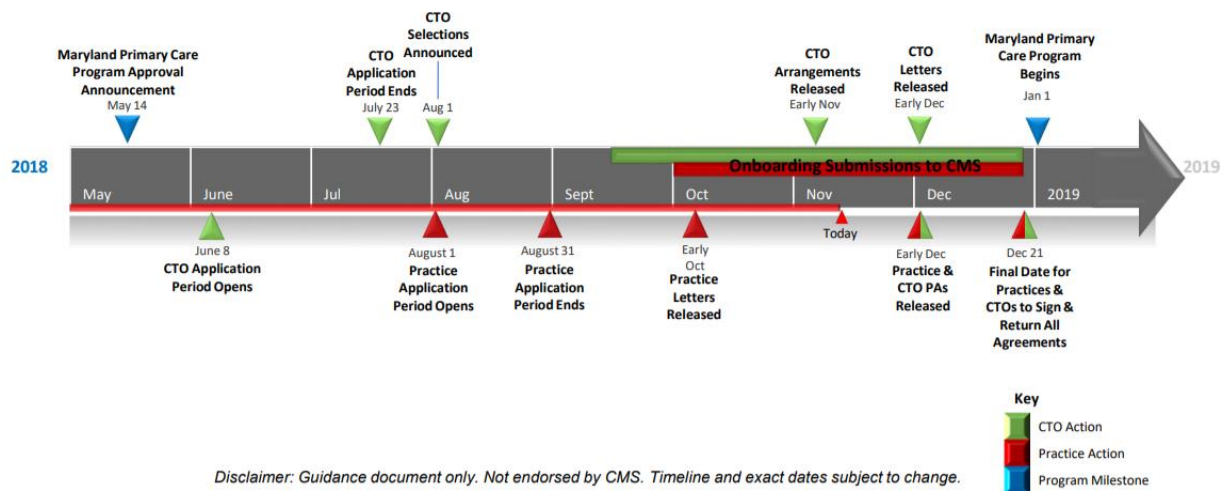 CTO
Selections
Announced
Aug 1
Maryland Primary Care
Program Approval
Announcement
May 14
CTO
Application
Period Ends
July 23
CTO
Arrangements
Released
Early Nov
CTO
Letters
Released
Early Dec
Maryland Primary
Care Program
Begins
Jan 1
2018
Onboarding Submissions to CMS
2019
May
June
Jul
Aug
Sept
Oct
Nov
Dec
2019
Today
June 8
CTO Application
Period Opens
August 1
Practice
Application
Period Opens
August 31
Practice
Application
Period Ends
Early
Oct
Practice
Letters
Released
Early Dec
Practice &
CTO PAs
Released
Dec 21
Final Date for
Practices &
CTOs to Sign &
Return All
Agreements
Key
CTO Action
Practice Action
Program Milestone
Disclaimer: Guidance document only. Not endorsed by CMS. Timeline and exact dates subject to change.